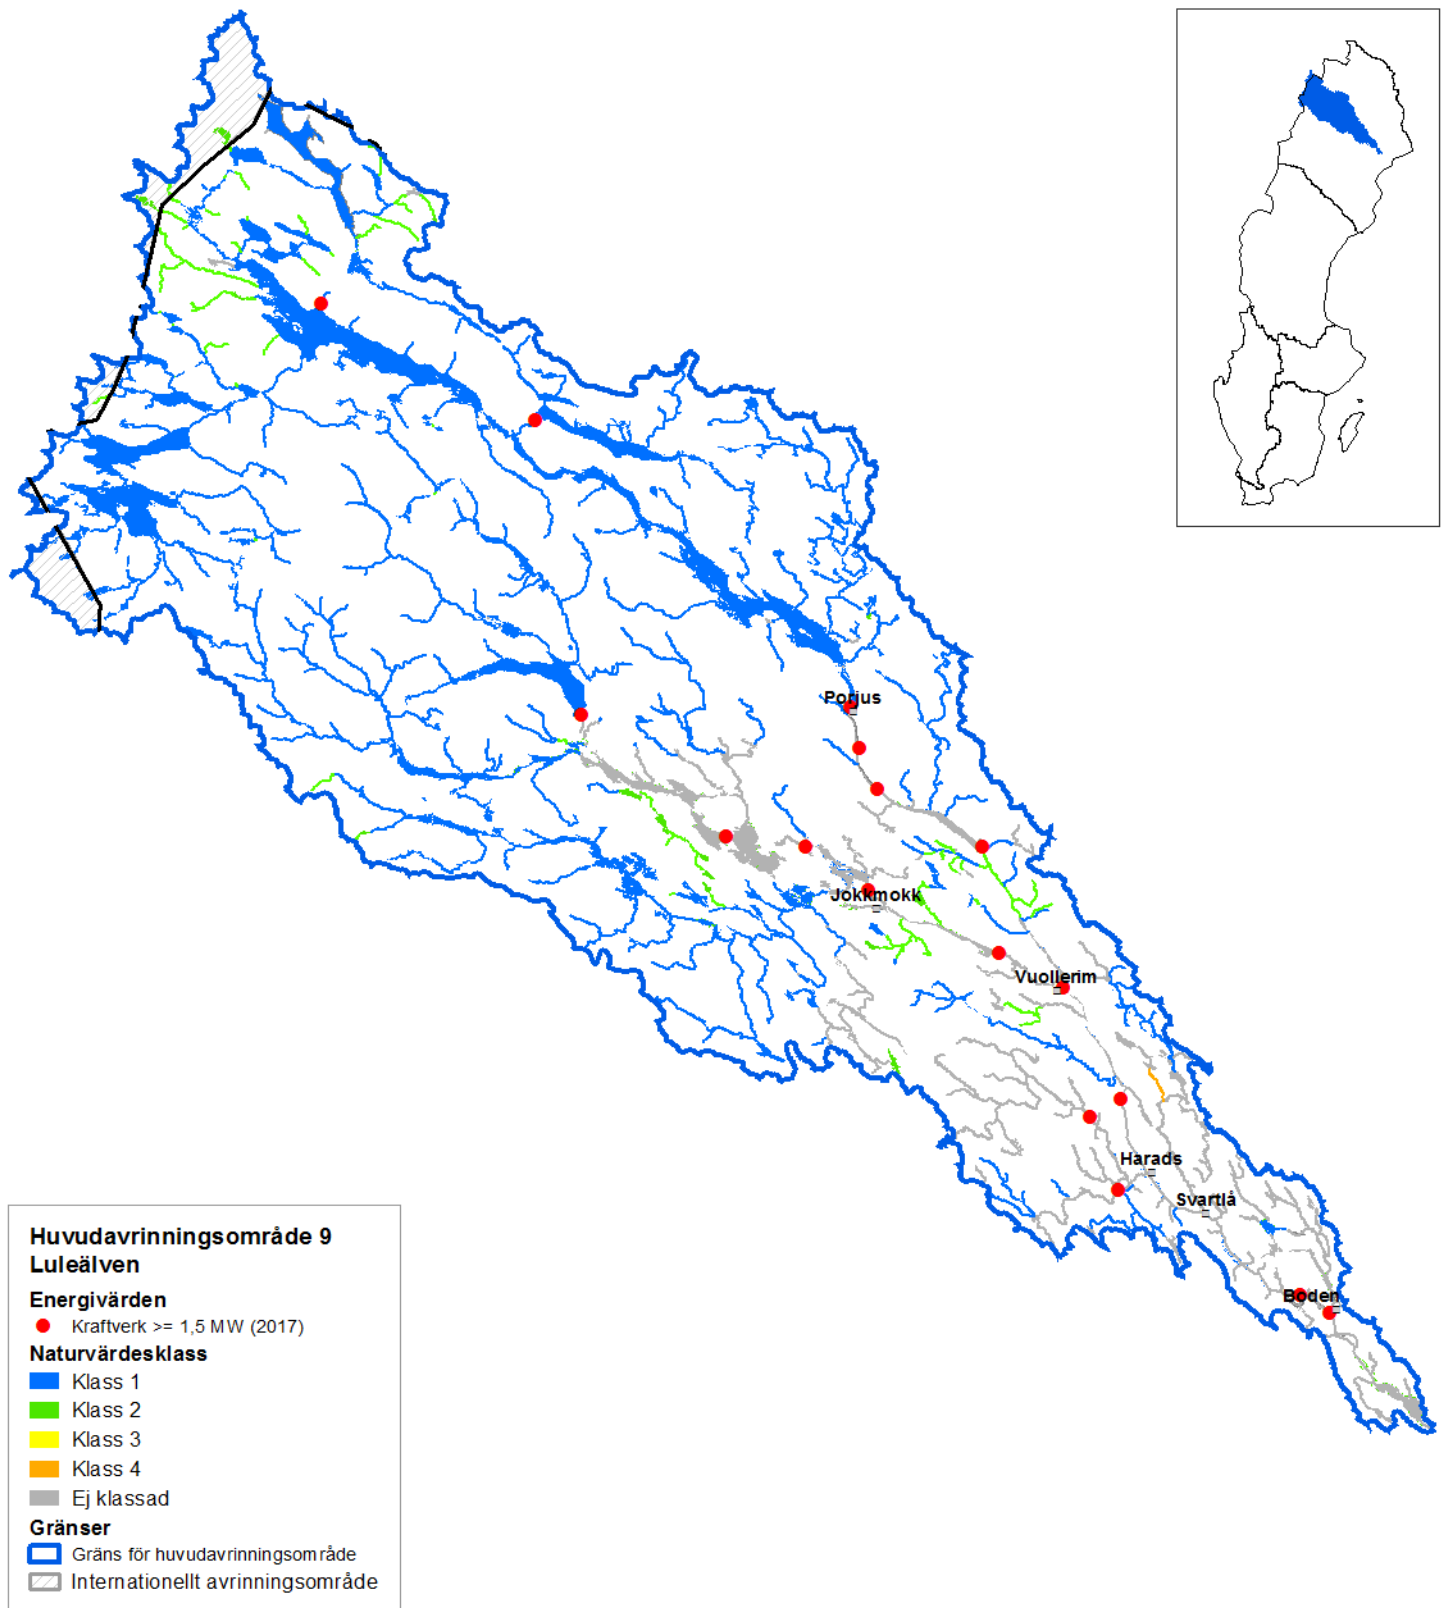 Porjus
Jokkmokk
Vuollerim
Harads
Svartlå
Boden
Huvudavrinningsområde 9
Luleälven
Energivärden
Kraftverk >= 1,5 MW (2017)
Naturvärdesklass
Klass 1
Klass 2
Klass 3
Klass 4
Ej klassad
Gränser
Gräns för huvudavrinningsområde
Internationellt avrinningsområde